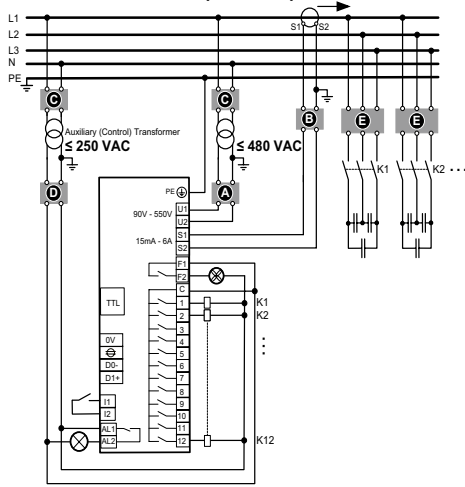 L1
S1 S2
L2
L3
N
PE
C C
B E E
Auxiliary (Control) Transformer
≤ 250 VAC
≤ 480 VAC
K1 K2 ...
D A
PE
U1
90V - 550V
U2
S1
15mA - 6A
S2
F1
F2
C
TTL
1 K1
2 K2
3
0V
4
5
D0-
6
D1+
7
8
I1
9
I2
10
AL1
11
AL2
12 K12